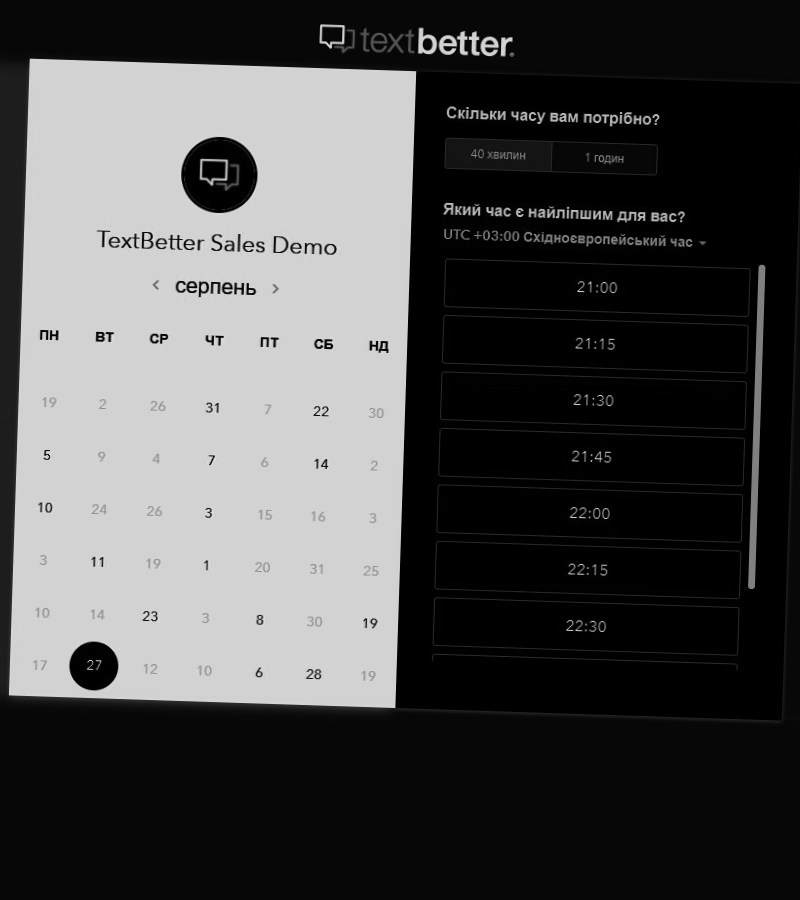 textbetter.
TextBetter Sales Demo
серпень
ПН ВТ СР ЧТ ПТ СБ НД
19 2 26 31 7 22 30
5 9 4 7 6 14 2
10 24 26 3 15 16 3
3 11 19 1 20 31 25
10 14 23 3 8 30 19
17 27 12 10 6 28 19
Скільки часу вам потрібно?
40 хвилин 1 годин
Який час є найліпшим для вас?
UTC +03:00 Східноєвропейський час
21:00
21:15
21:30
21:45
22:00
22:15
22:30